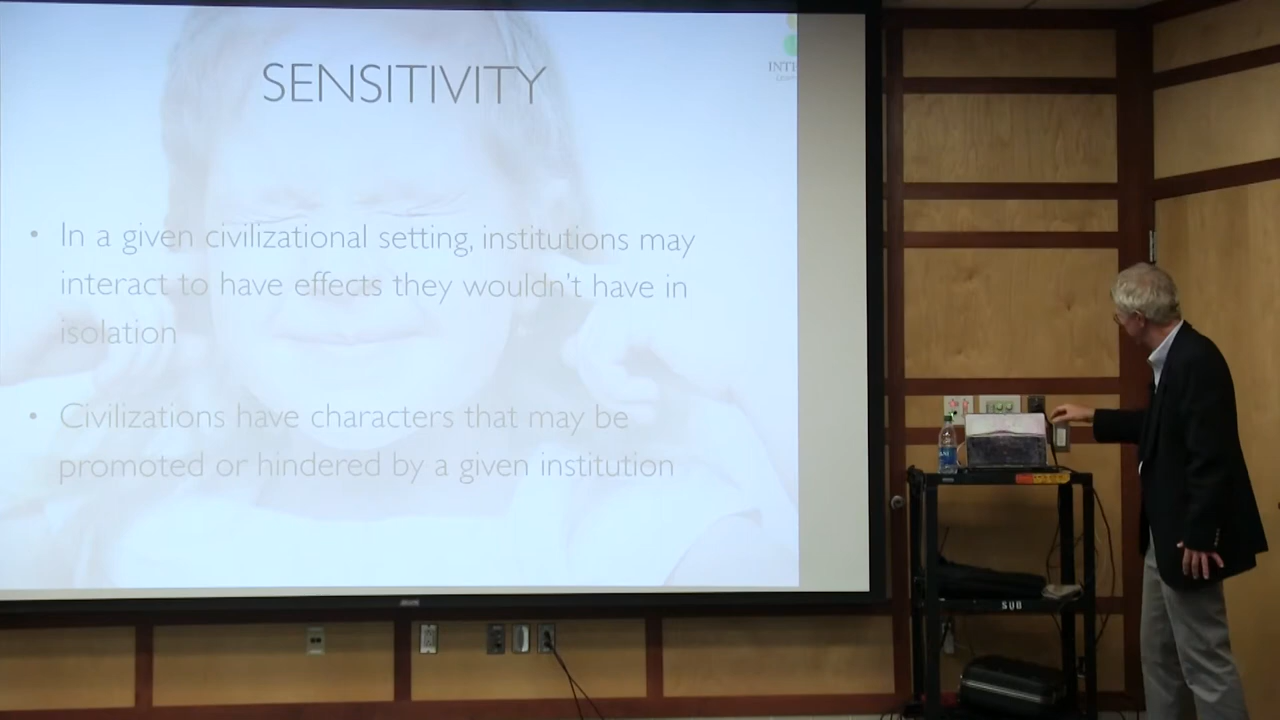 SENSITIVITY
• In a given civilizational setting, institutions may
interact to have effects they wouldn't have in
isolation
• Civilizations have characters that may be
promoted or hindered by a given institution
SUB